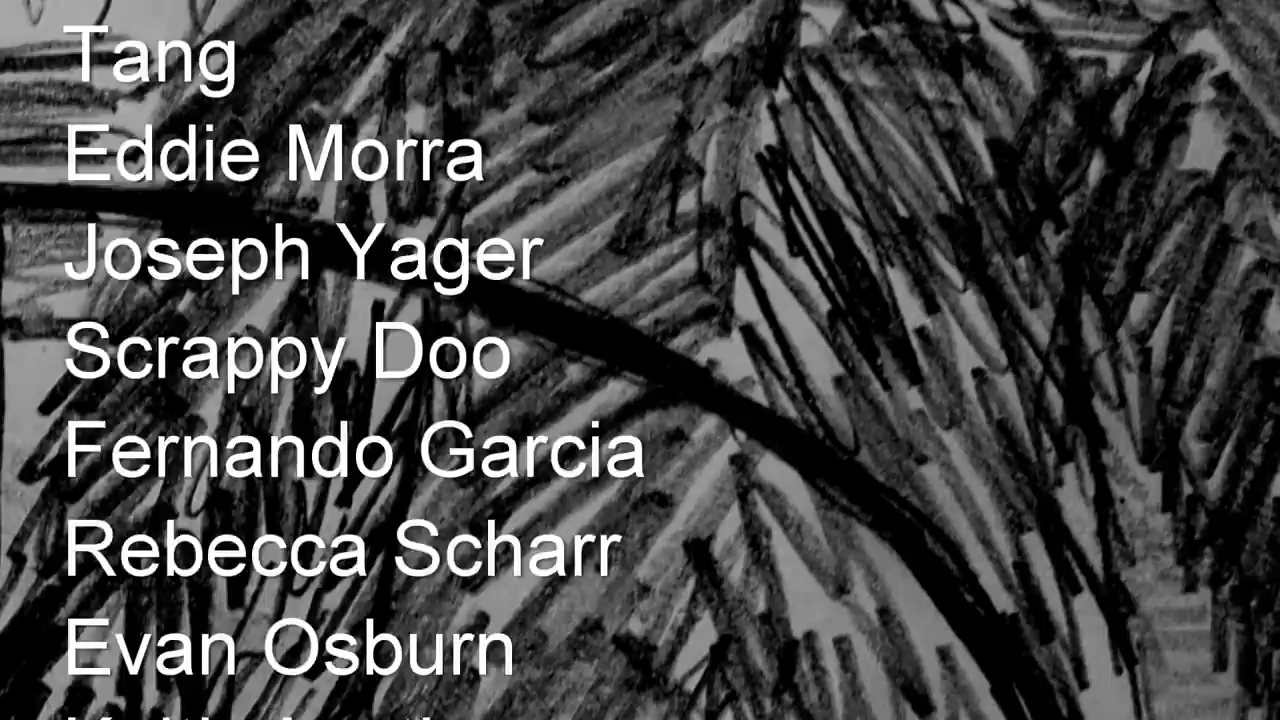 Tang
Eddie Morra
Joseph Yager
Scrappy Doo
Fernando Garcia
Rebecca Scharr
Evan Osburn